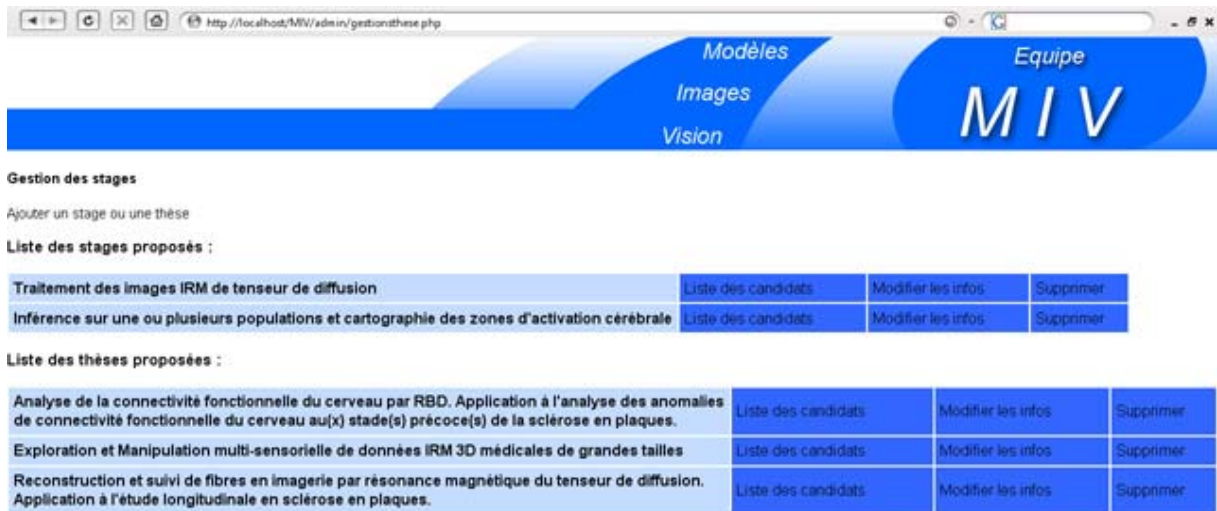 http://localhost/MIV/admin/gestionsthese.php
Modèles
Images
Vision
Equipe
MIV
Gestion des stages
Ajouter un stage ou une thèse
Liste des stages proposés :
Traitement des images IRM de tenseur de diffusion Liste des candidats Modifier les infos Supprimer
Inférence sur une ou plusieurs populations et cartographie des zones d'activation cérébrale Liste des candidats Modifier les infos Supprimer
Liste des thèses proposées :
Analyse de la connectivité fonctionnelle du cerveau par RBD. Application à l'analyse des anomalies
de connectivité fonctionnelle du cerveau au(x) stade(s) précoce(s) de la sclérose en plaques. Liste des candidats Modifier les infos Supprimer
Exploration et Manipulation multi-sensorielle de données IRM 3D médicales de grandes tailles Liste des candidats Modifier les infos Supprimer
Reconstruction et suivi de fibres en imagerie par résonance magnétique du tenseur de diffusion.
Application à l'étude longitudinale en sclérose en plaques. Liste des candidats Modifier les infos Supprimer